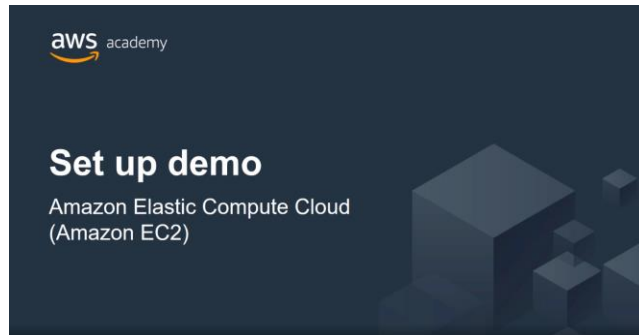 aws academy
Set up demo
Amazon Elastic Compute Cloud
(Amazon EC2)